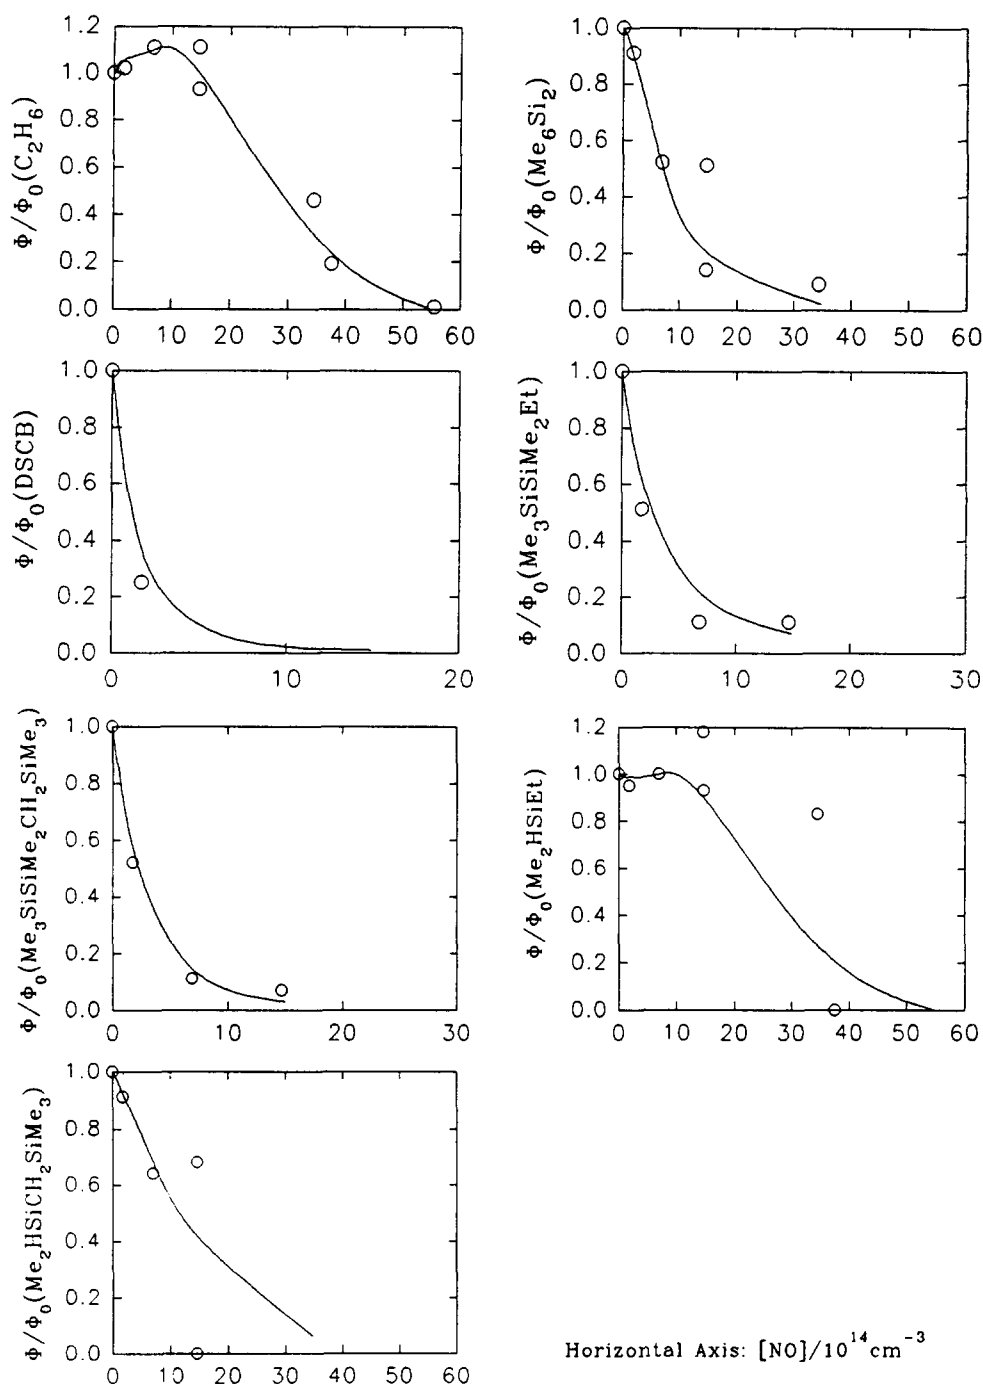 Φ/Φ₀(C₂H₆)
1.2
1.0
0.8
0.6
0.4
0.2
0.0
0 10 20 30 40 50 60
Φ/Φ₀(Me₆Si₂)
1.0
0.8
0.6
0.4
0.2
0.0
0 10 20 30 40 50 60
Φ/Φ₀(DSCB)
1.0
0.8
0.6
0.4
0.2
0.0
0 10 20
Φ/Φ₀(Me₃SiSiMe₂Et)
1.0
0.8
0.6
0.4
0.2
0.0
0 10 20 30
Φ/Φ₀(Me₃SiSiMe₂CH₂SiMe₃)
1.0
0.8
0.6
0.4
0.2
0.0
0 10 20 30
Φ/Φ₀(Me₂HSiEt)
1.2
1.0
0.8
0.6
0.4
0.2
0.0
0 10 20 30 40 50 60
Φ/Φ₀(Me₂HSiCH₂SiMe₃)
1.0
0.8
0.6
0.4
0.2
0.0
0 10 20 30 40 50 60
Horizontal Axis: [NO]/10¹⁴ cm⁻³